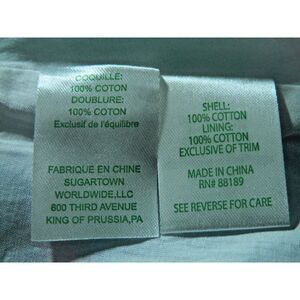 COQUILLE:
100% COTON
DOUBLURE:
100% COTON
Exclusif de l'équilibre
FABRIQUE EN CHINE
SUGARTOWN
WORLDWIDE,LLC
800 THIRD AVENUE
KING OF PRUSSIA,PA
SHELL:
100% COTTON
LINING:
100% COTTON
EXCLUSIVE OF TRIM
MADE IN CHINA
RN# 88189
SEE REVERSE FOR CARE